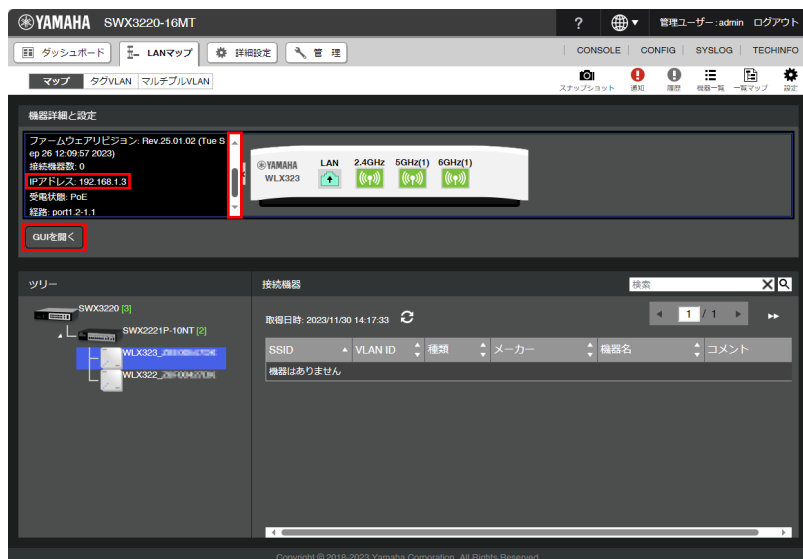 YAMAHA SWX3220-16MT
? 管理ユーザー:admin ログアウト
ダッシュボード LANマップ 詳細設定 管 理
CONSOLE CONFIG SYSLOG TECHINFO
マップ タグVLAN マルチプルVLAN
スナップショット 通知 履歴 機器一覧 一覧マップ 設定
機器詳細と設定
ファームウェアリビジョン: Rev.25.01.02 (Tue S
ep 26 12:09:57 2023)
接続機器数: 0
IPアドレス: 192.168.1.3
受電状態: PoE
経路: port1.2-1.1
YAMAHA
WLX323
LAN 2.4GHz 5GHz(1) 6GHz(1)
GUIを開く
ツリー
SWX3220 [3]
SWX2221P-10NT [2]
WLX323_
WLX322_
接続機器
検索
取得日時: 2023/11/30 14:17:33
1 / 1
SSID VLAN ID 種類 メーカー 機器名 コメント
機器はありません
Copyright © 2018-2023 Yamaha Corporation. All Rights Reserved.